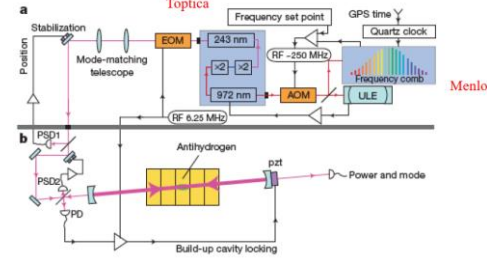 Toptica
a
Stabilization
Position
Mode-matching
telescope
EOM
243 nm
×2
×2
972 nm
RF 6.25 MHz
Frequency set point
RF ~250 MHz
AOM
GPS time
Quartz clock
Frequency comb
ULE
Menlo
b
PSD1
PSD2
PD
Antihydrogen
pzt
Power and mode
Build-up cavity locking